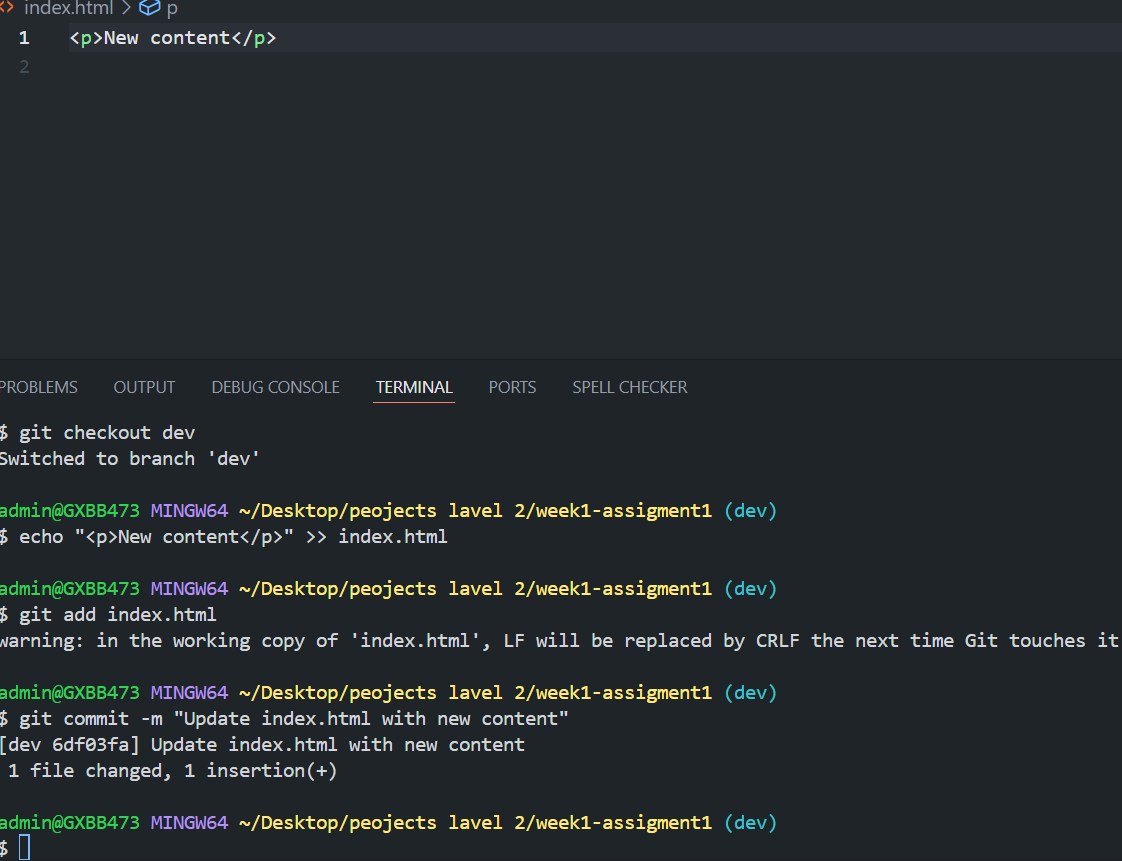 index.html > p
1 <p>New content</p>
2
PROBLEMS OUTPUT DEBUG CONSOLE TERMINAL PORTS SPELL CHECKER
$ git checkout dev
Switched to branch 'dev'
admin@GXBB473 MINGW64 ~/Desktop/peojects lavel 2/week1-assigment1 (dev)
$ echo "<p>New content</p>" >> index.html
admin@GXBB473 MINGW64 ~/Desktop/peojects lavel 2/week1-assigment1 (dev)
$ git add index.html
warning: in the working copy of 'index.html', LF will be replaced by CRLF the next time Git touches it
admin@GXBB473 MINGW64 ~/Desktop/peojects lavel 2/week1-assigment1 (dev)
$ git commit -m "Update index.html with new content"
[dev 6df03fa] Update index.html with new content
1 file changed, 1 insertion(+)
admin@GXBB473 MINGW64 ~/Desktop/peojects lavel 2/week1-assigment1 (dev)
$